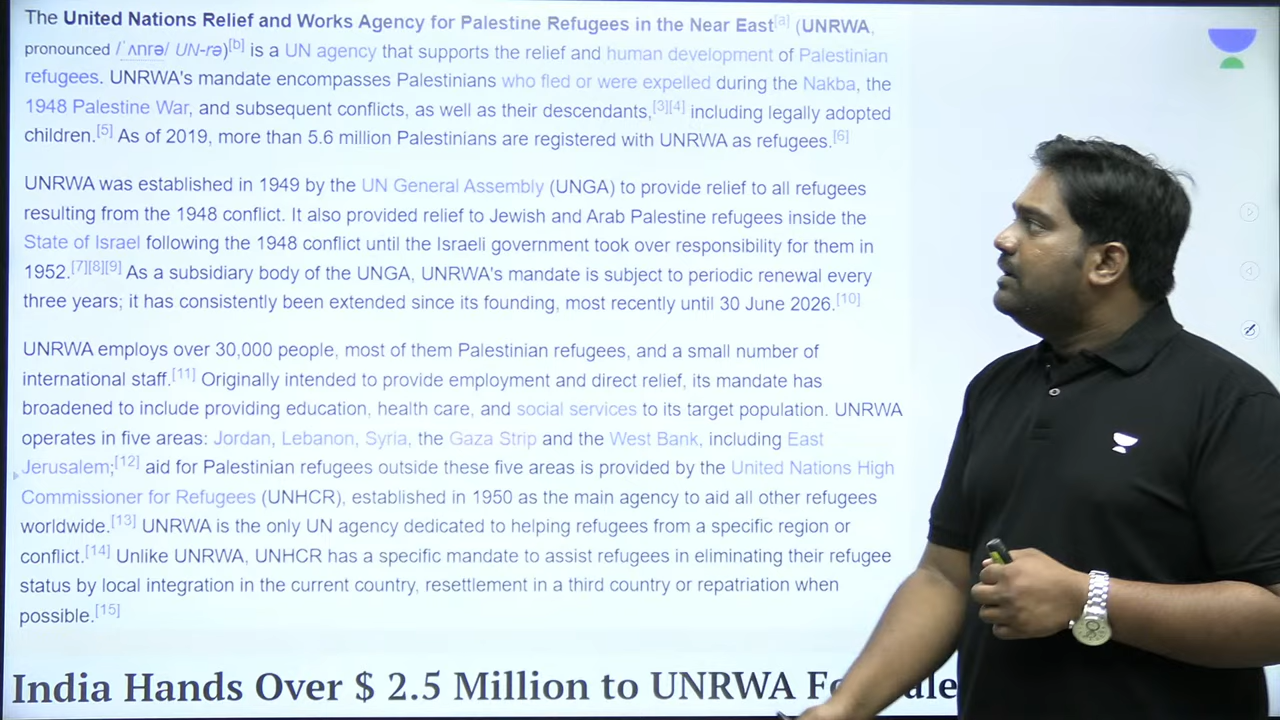 The United Nations Relief and Works Agency for Palestine Refugees in the Near East[a] (UNRWA,
pronounced /ˈʌnrə/ UN-rə)[b] is a UN agency that supports the relief and human development of Palestinian
refugees. UNRWA's mandate encompasses Palestinians who fled or were expelled during the Nakba, the
1948 Palestine War, and subsequent conflicts, as well as their descendants,[3][4] including legally adopted
children.[5] As of 2019, more than 5.6 million Palestinians are registered with UNRWA as refugees.[6]
UNRWA was established in 1949 by the UN General Assembly (UNGA) to provide relief to all refugees
resulting from the 1948 conflict. It also provided relief to Jewish and Arab Palestine refugees inside the
State of Israel following the 1948 conflict until the Israeli government took over responsibility for them in
1952.[7][8][9] As a subsidiary body of the UNGA, UNRWA's mandate is subject to periodic renewal every
three years; it has consistently been extended since its founding, most recently until 30 June 2026.[10]
UNRWA employs over 30,000 people, most of them Palestinian refugees, and a small number of
international staff.[11] Originally intended to provide employment and direct relief, its mandate has
broadened to include providing education, health care, and social services to its target population. UNRWA
operates in five areas: Jordan, Lebanon, Syria, the Gaza Strip and the West Bank, including East
Jerusalem;[12] aid for Palestinian refugees outside these five areas is provided by the United Nations High
Commissioner for Refugees (UNHCR), established in 1950 as the main agency to aid all other refugees
worldwide.[13] UNRWA is the only UN agency dedicated to helping refugees from a specific region or
conflict.[14] Unlike UNRWA, UNHCR has a specific mandate to assist refugees in eliminating their refugee
status by local integration in the current country, resettlement in a third country or repatriation when
possible.[15]
India Hands Over $ 2.5 Million to UNRWA